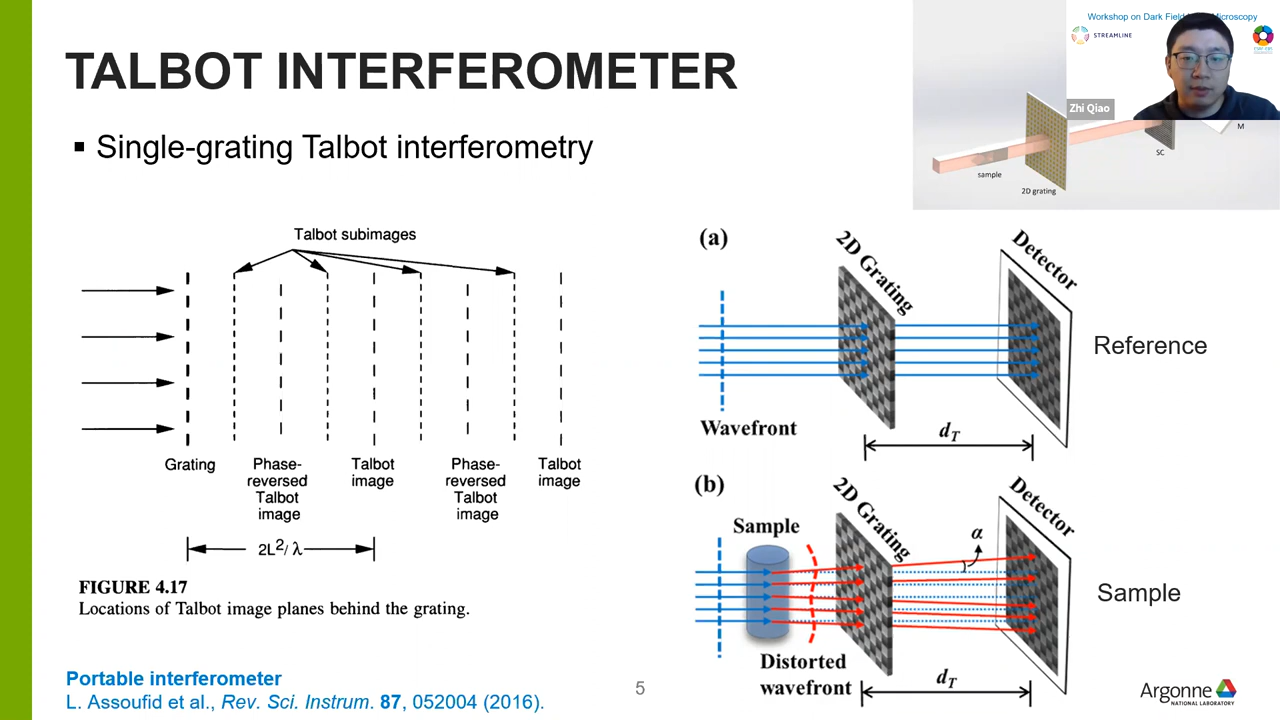 Workshop on Dark Field Microscopy
STREAMLINE
Zhi Qiao
TALBOT INTERFEROMETER
▪ Single-grating Talbot interferometry
sample
2D grating
SC
M
Talbot subimages
Grating
Phase-
reversed
Talbot
image
Talbot
image
Phase-
reversed
Talbot
image
Talbot
image
2L²/λ
FIGURE 4.17
Locations of Talbot image planes behind the grating.
(a)
2D Grating
Detector
Wavefront
d_T
Reference
(b)
Sample
2D Grating
Detector
α
Distorted
wavefront
d_T
Sample
Portable interferometer
L. Assoufid et al., Rev. Sci. Instrum. 87, 052004 (2016).
5
Argonne
NATIONAL LABORATORY